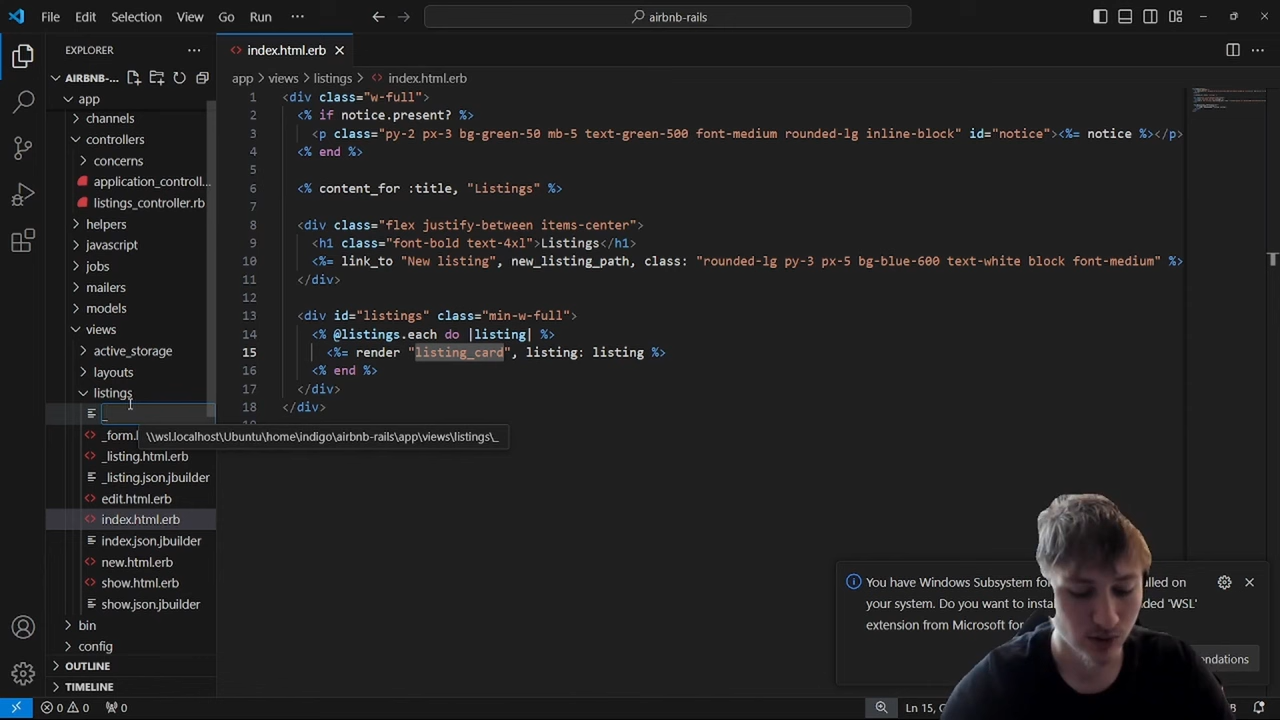 File Edit Selection View Go Run ···
airbnb-rails
EXPLORER ···
AIRBNB-...
app
channels
controllers
concerns
application_controll...
listings_controller.rb
helpers
javascript
jobs
mailers
models
views
active_storage
layouts
listings
_
_form.
_listing.html.erb
_listing.json.jbuilder
edit.html.erb
index.html.erb
index.json.jbuilder
new.html.erb
show.html.erb
show.json.jbuilder
bin
config
OUTLINE
TIMELINE
\\wsl.localhost\Ubuntu\home\indigo\airbnb-rails\app\views\listings\_
index.html.erb
app > views > listings > index.html.erb
1 <div class="w-full">
2 <% if notice.present? %>
3 <p class="py-2 px-3 bg-green-50 mb-5 text-green-500 font-medium rounded-lg inline-block" id="notice"><%= notice %></p>
4 <% end %>
5
6 <% content_for :title, "Listings" %>
7
8 <div class="flex justify-between items-center">
9 <h1 class="font-bold text-4xl">Listings</h1>
10 <%= link_to "New listing", new_listing_path, class: "rounded-lg py-3 px-5 bg-blue-600 text-white block font-medium" %>
11 </div>
12
13 <div id="listings" class="min-w-full">
14 <% @listings.each do |listing| %>
15 <%= render "listing_card", listing: listing %>
16 <% end %>
17 </div>
18 </div>
You have Windows Subsystem for
on
your system. Do you want to
'WSL'
extension from Microsoft for
0 0 0
Ln 15,